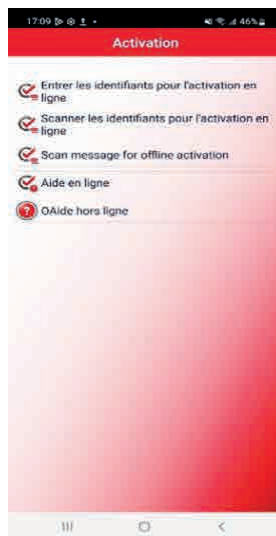 17:09
46%
Activation
Entrer les identifiants pour l'activation en
ligne
Scanner les identifiants pour l'activation en
ligne
Scan message for offline activation
Aide en ligne
OAide hors ligne